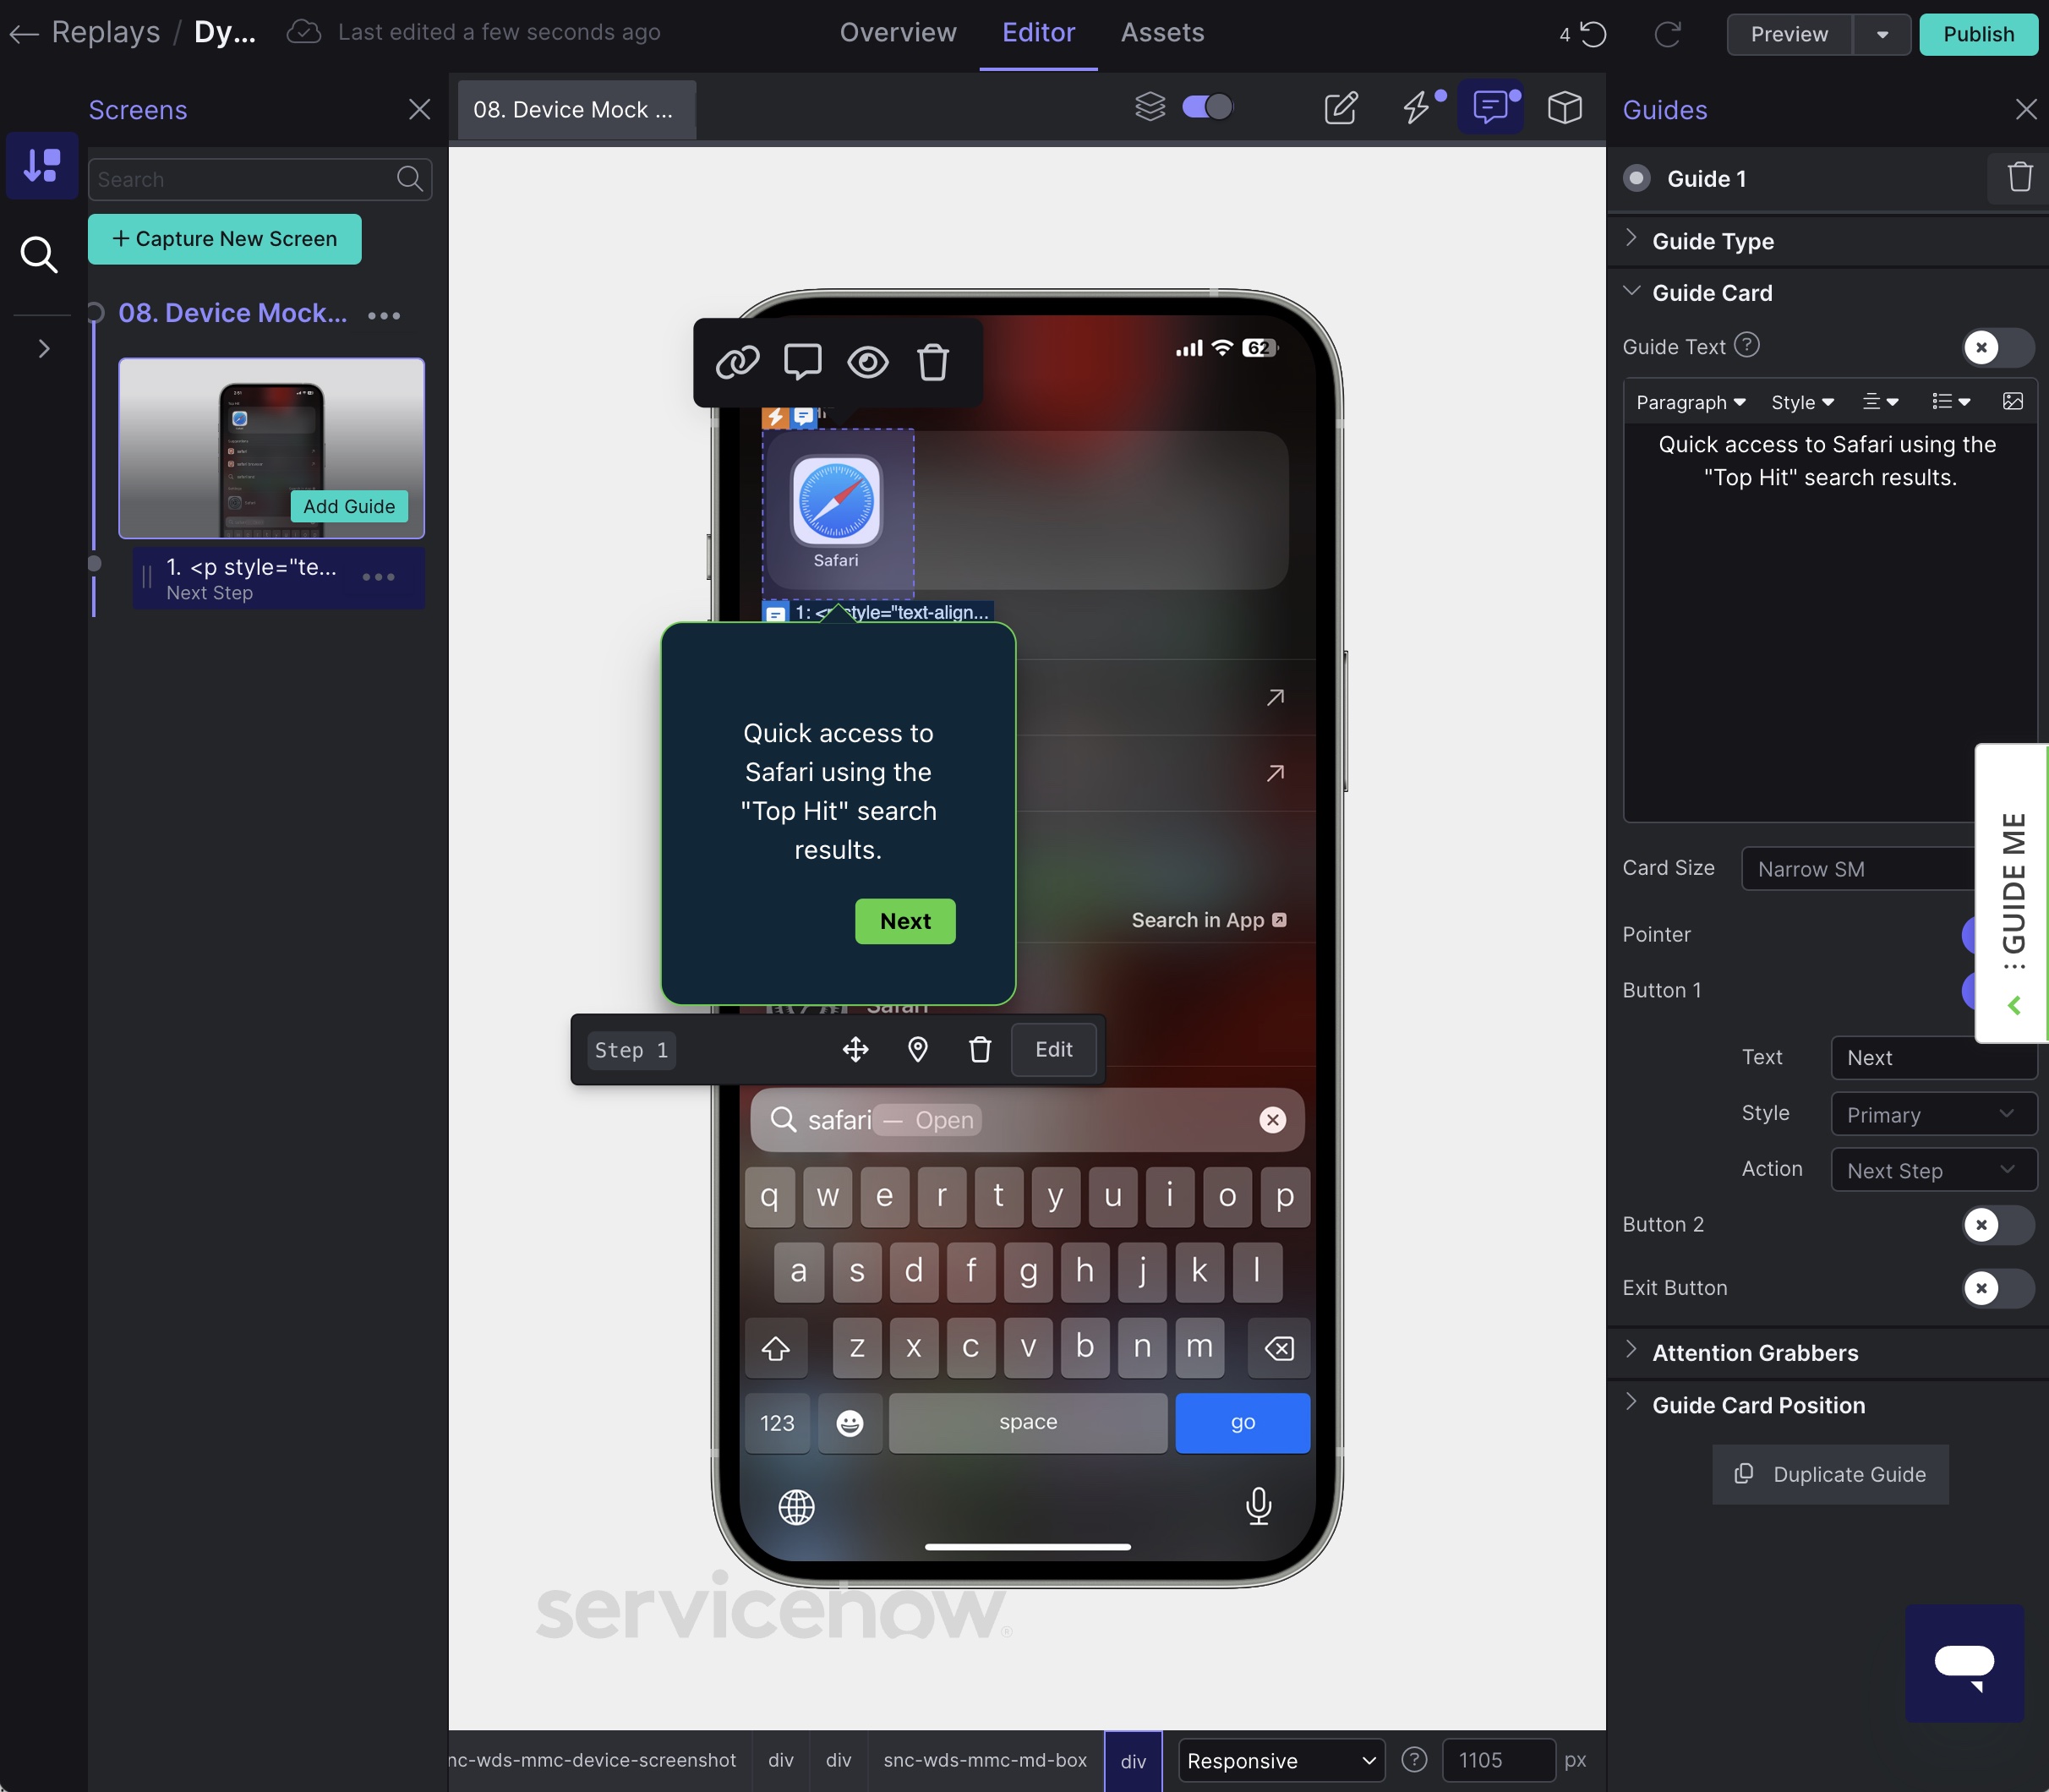 Replays / Dy...
Last edited a few seconds ago
Overview
Editor
Assets
4
Preview
Publish
Screens
Search
+ Capture New Screen
08. Device Mock...
Add Guide
1. <p style="te...
Next Step
08. Device Mock ...
62
Safari
1: <p style="text-align...
Quick access to
Safari using the
"Top Hit" search
results.
Next
Search in App
Safari
Step 1
Edit
safari — Open
q w e r t y u i o p
a s d f g h j k l
z x c v b n m
123
space
go
servicenow®
nc-wds-mmc-device-screenshot
div
div
snc-wds-mmc-md-box
div
Responsive
?
1105
px
Guides
Guide 1
Guide Type
Guide Card
Guide Text ?
Paragraph
Style
Quick access to Safari using the
"Top Hit" search results.
Card Size
Narrow SM
Pointer
Button 1
Text
Next
Style
Primary
Action
Next Step
Button 2
Exit Button
Attention Grabbers
Guide Card Position
Duplicate Guide
GUIDE ME